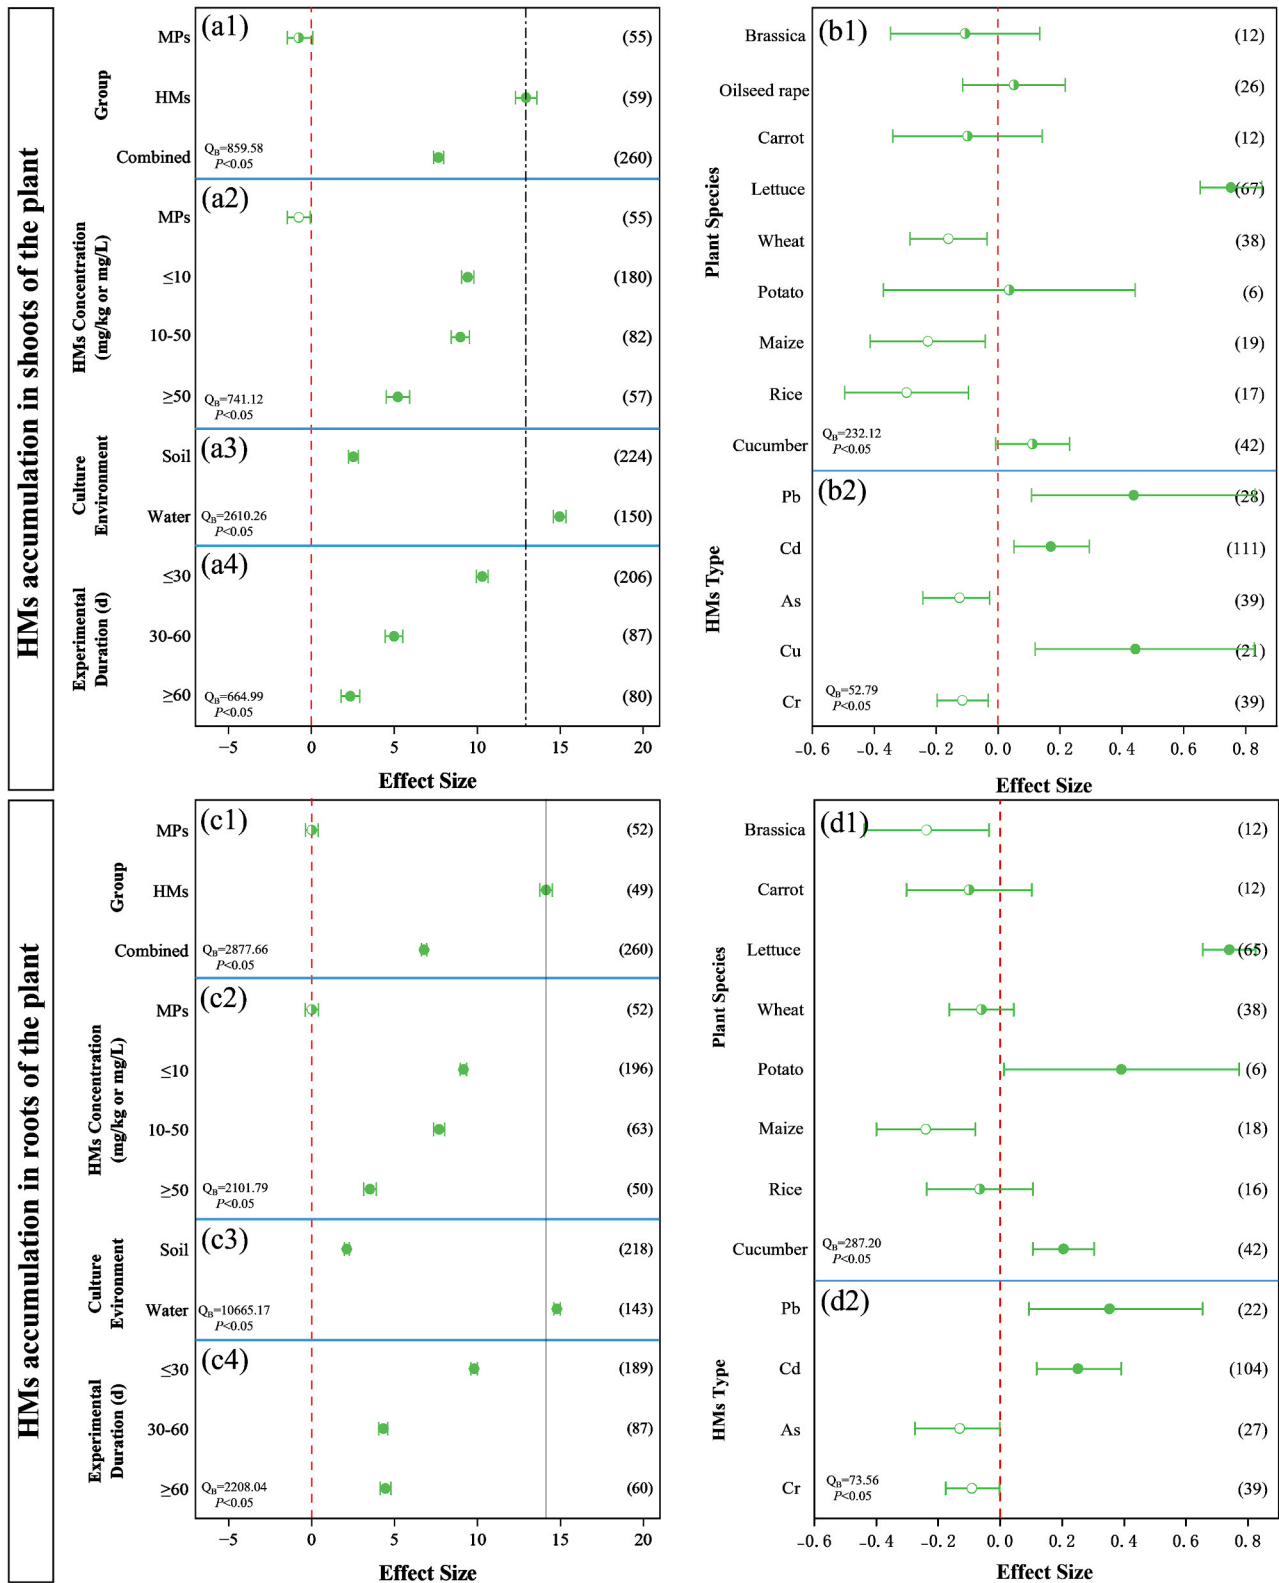 HMs accumulation in shoots of the plant
(a1)
Group
MPs
(55)
HMs
(59)
Combined
(260)
Q_B=859.58
P<0.05
(a2)
HMs Concentration
(mg/kg or mg/L)
MPs
(55)
≤10
(180)
10-50
(82)
≥50
(57)
Q_B=741.12
P<0.05
(a3)
Culture
Environment
Soil
(224)
Water
(150)
Q_B=2610.26
P<0.05
(a4)
Experimental
Duration (d)
≤30
(206)
30-60
(87)
≥60
(80)
Q_B=664.99
P<0.05
−5 0 5 10 15 20
Effect Size
(b1)
Plant Species
Brassica
(12)
Oilseed rape
(26)
Carrot
(12)
Lettuce
(67)
Wheat
(38)
Potato
(6)
Maize
(19)
Rice
(17)
Cucumber
(42)
Q_B=232.12
P<0.05
(b2)
HMs Type
Pb
(28)
Cd
(111)
As
(39)
Cu
(21)
Cr
(39)
Q_B=52.79
P<0.05
-0.6 -0.4 -0.2 0.0 0.2 0.4 0.6 0.8
Effect Size
HMs accumulation in roots of the plant
(c1)
Group
MPs
(52)
HMs
(49)
Combined
(260)
Q_B=2877.66
P<0.05
(c2)
HMs Concentration
(mg/kg or mg/L)
MPs
(52)
≤10
(196)
10-50
(63)
≥50
(50)
Q_B=2101.79
P<0.05
(c3)
Culture
Evironment
Soil
(218)
Water
(143)
Q_B=10665.17
P<0.05
(c4)
Experimental
Duration (d)
≤30
(189)
30-60
(87)
≥60
(60)
Q_B=2208.04
P<0.05
−5 0 5 10 15 20
Effect Size
(d1)
Plant Species
Brassica
(12)
Carrot
(12)
Lettuce
(65)
Wheat
(38)
Potato
(6)
Maize
(18)
Rice
(16)
Cucumber
(42)
Q_B=287.20
P<0.05
(d2)
HMs Type
Pb
(22)
Cd
(104)
As
(27)
Cr
(39)
Q_B=73.56
P<0.05
-0.6 -0.4 -0.2 0.0 0.2 0.4 0.6 0.8
Effect Size